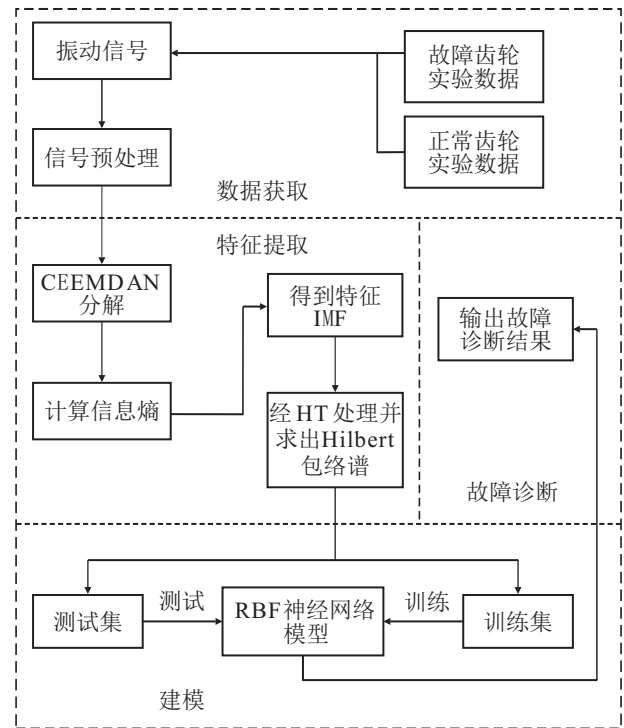 振动信号
故障齿轮
实验数据
信号预处理
正常齿轮
实验数据
数据获取
特征提取
CEEMDAN
分解
得到特征
IMF
输出故障
诊断结果
计算信息熵
经HT处理并
求出Hilbert
包络谱
故障诊断
测试集
测试
RBF神经网络
模型
训练
训练集
建模